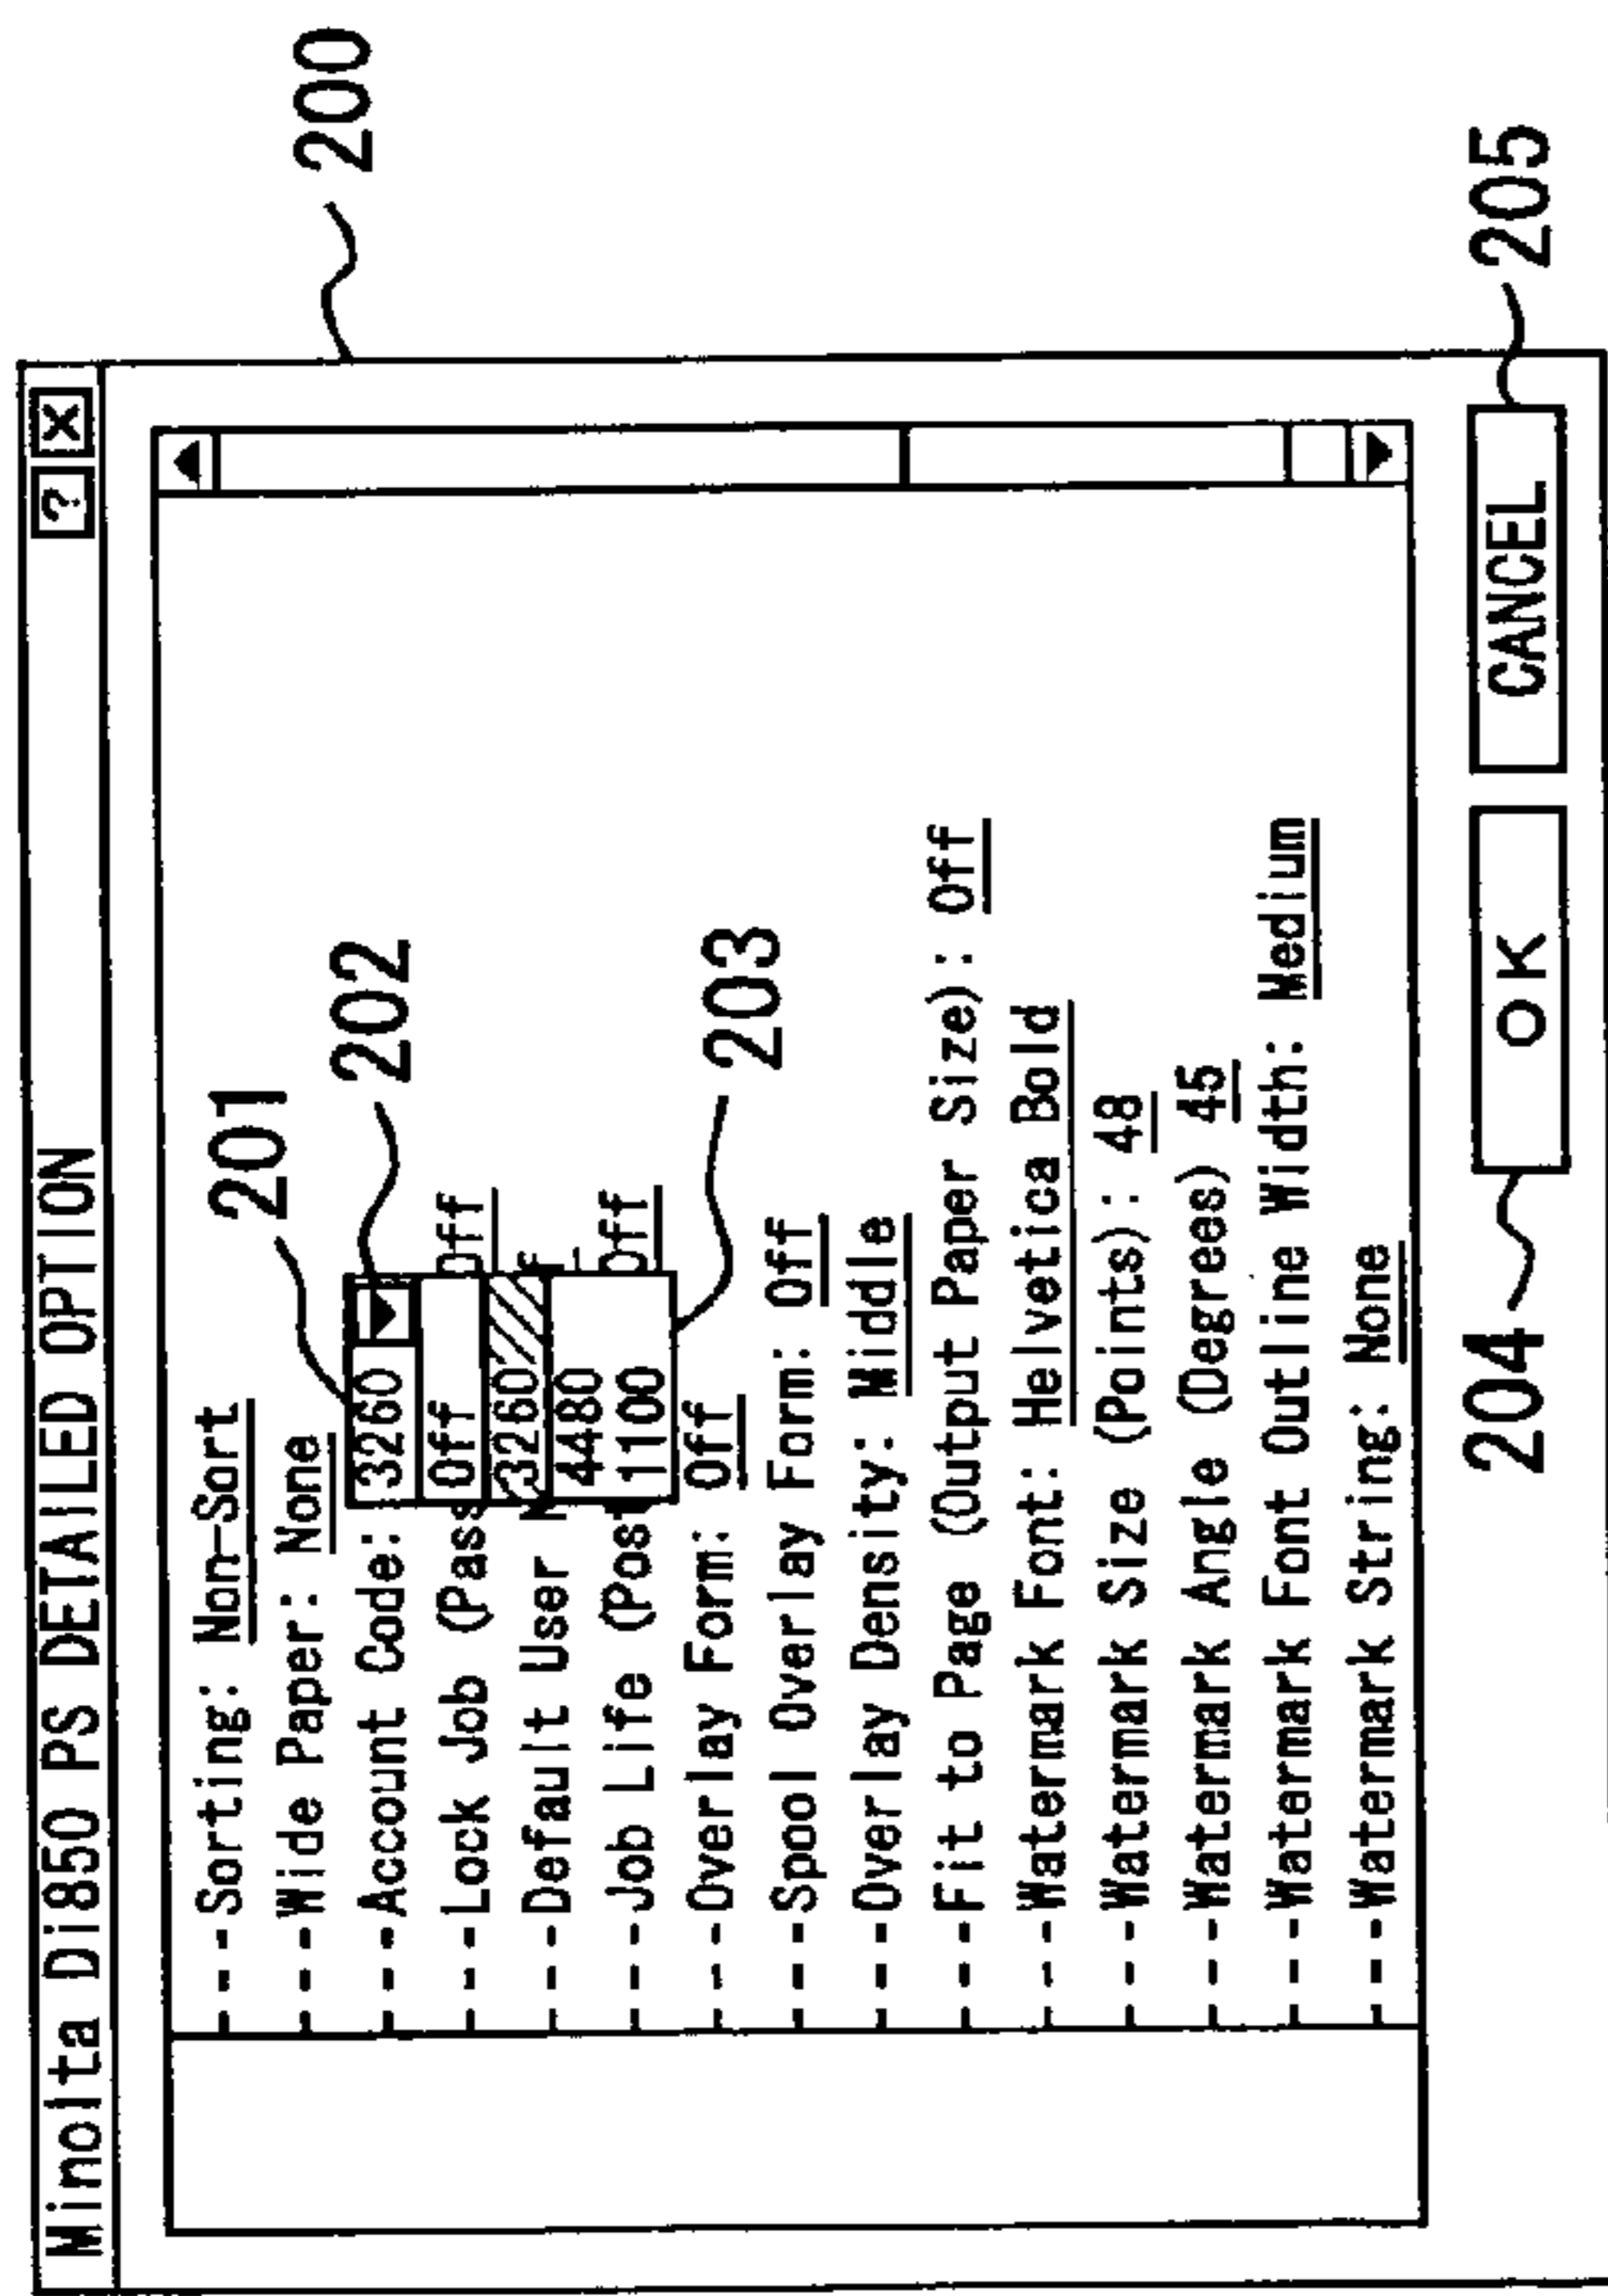 Minolta Di850 PS DETAILED OPTION
? X
200
---Sorting: Non-Sort
201
---Wide Paper: None
202
---Account Code: 3260
---Lock Job (Pass Off Off
---Default User 3260
4480
---Job Life (Post 1100 Off
203
---Overlay Form: Off
---Spool Overlay Form: Off
---Overlay Density: Middle
---Fit to Page (Output Paper Size): Off
---Watermark Font: Helvetica Bold
---Watermark Size (Points): 48
---Watermark Angle (Degrees) 45
---Watermark Font Outline Width: Medium
---Watermark String: None
204
OK
CANCEL
205